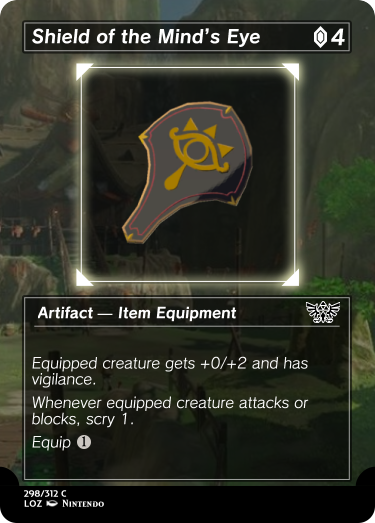 Shield of the Mind's Eye 4
Artifact — Item Equipment
Equipped creature gets +0/+2 and has
vigilance.
Whenever equipped creature attacks or
blocks, scry 1.
Equip 1
298/312 C
LOZ Nintendo